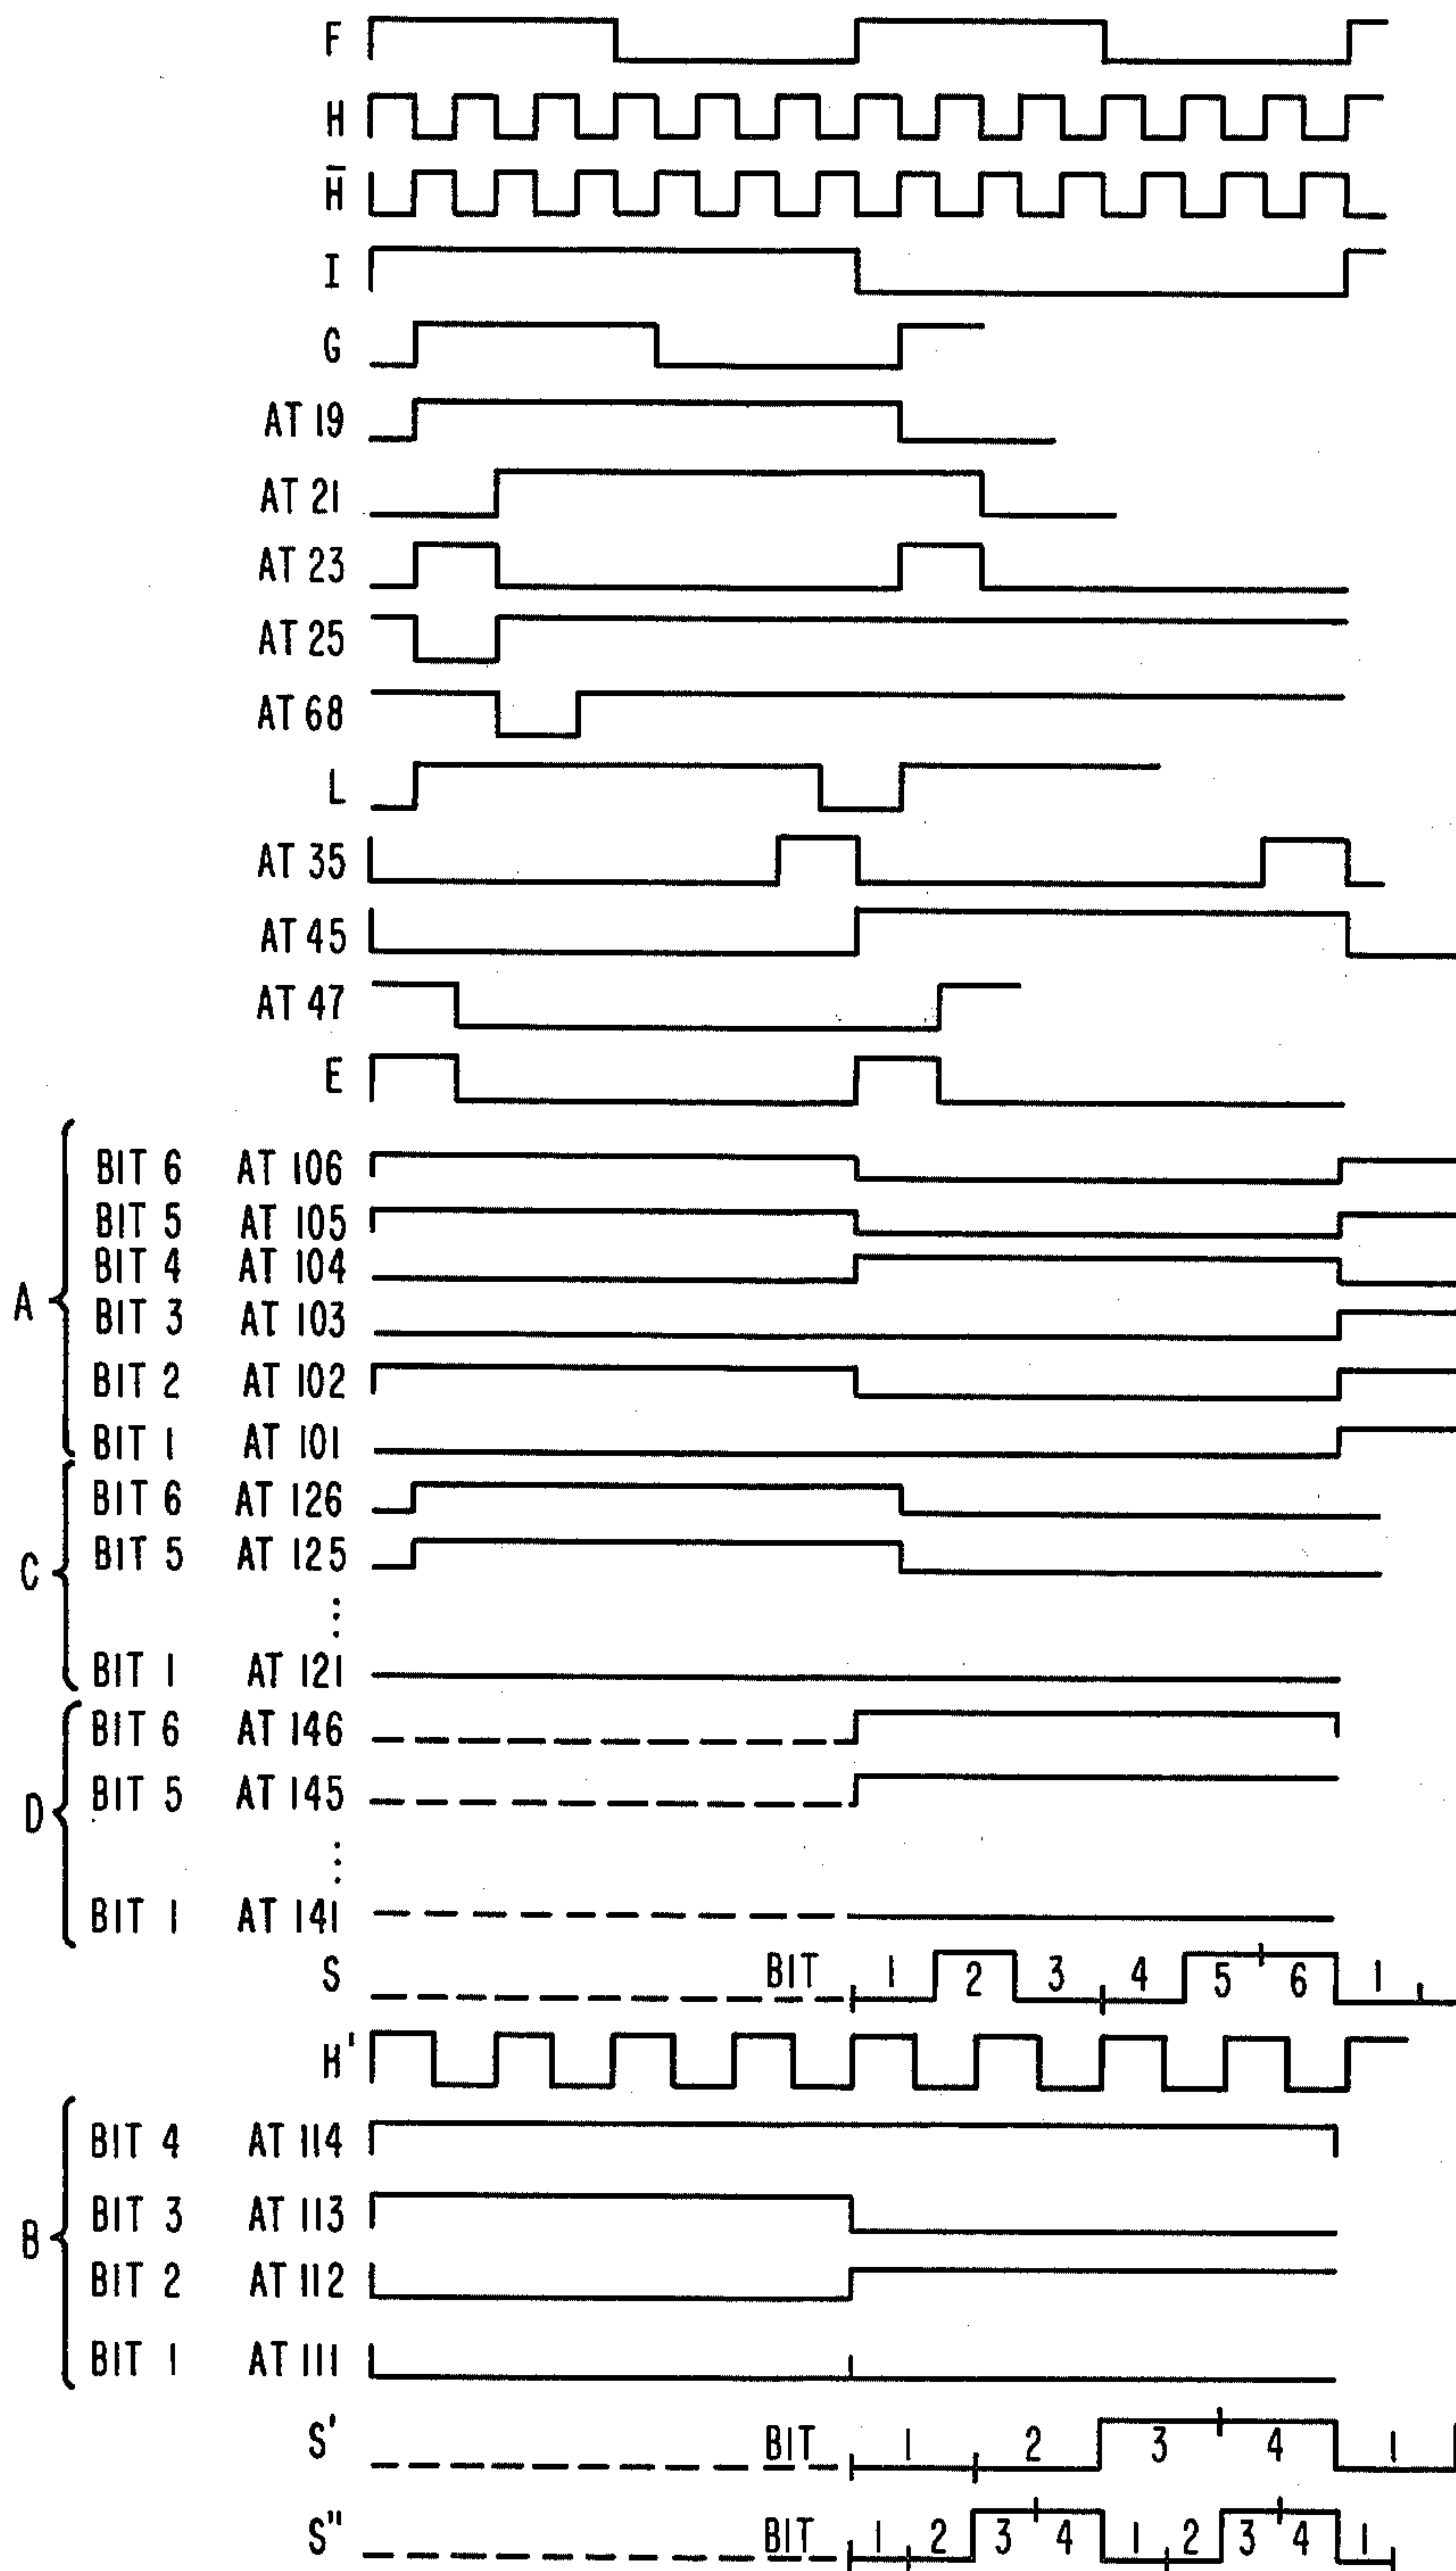 F
H
H̄
I
G
AT 19
AT 21
AT 23
AT 25
AT 68
L
AT 35
AT 45
AT 47
E
A
BIT 6 AT 106
BIT 5 AT 105
BIT 4 AT 104
BIT 3 AT 103
BIT 2 AT 102
BIT 1 AT 101
C
BIT 6 AT 126
BIT 5 AT 125
⋮
BIT 1 AT 121
D
BIT 6 AT 146
BIT 5 AT 145
⋮
BIT 1 AT 141
S BIT 1 2 3 4 5 6 1
H'
B
BIT 4 AT 114
BIT 3 AT 113
BIT 2 AT 112
BIT 1 AT 111
S' BIT 1 2 3 4 1
S" BIT 1 2 3 4 1 2 3 4 1